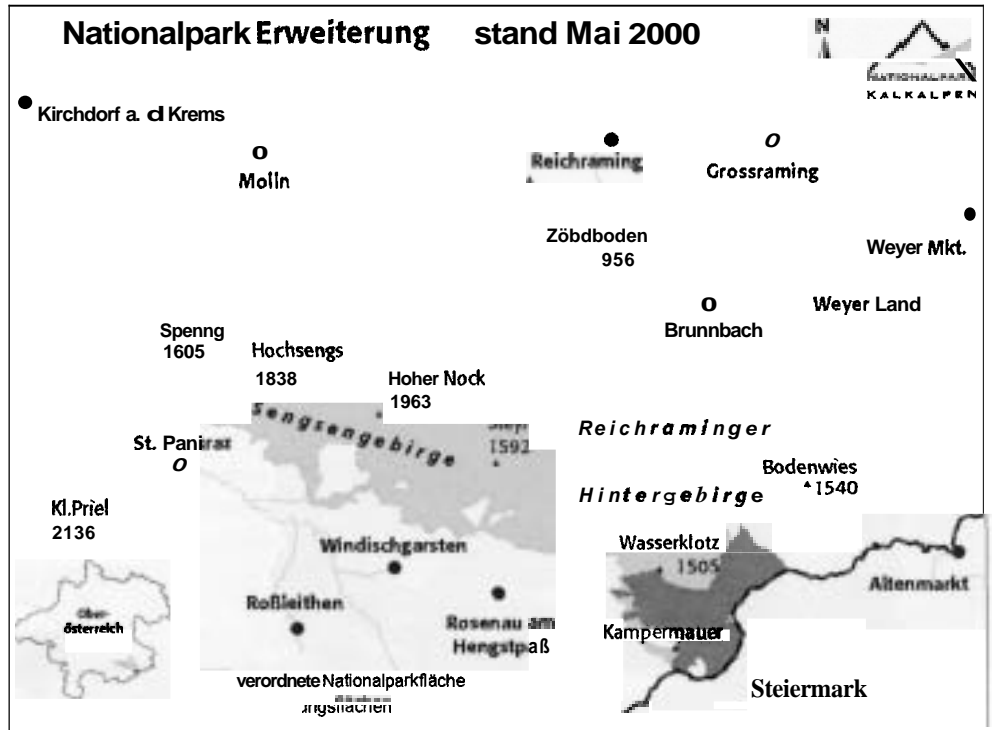 Nationalpark Erweiterung stand Mai 2000
N
NATIONALPARK
KALKALPEN
Kirchdorf a. d Krems
Molln
Reichraming
Grossraming
Zöbdboden
956
Weyer Mkt.
Weyer Land
Brunnbach
Spenng
1605
Hochsengs
1838
Hoher Nock
1963
Sengsengebirge
1592
St.
Reichraminger
Hintergebirge
Bodenwies
1540
Kl.Priel
2136
Wasserklotz
1505
Windischgarsten
Altenmarkt
Roßleithen
Ober-
österreich
Rosenau am
Hengstpaß
Kampermauer
verordnete Nationalparkfläche
Steiermark